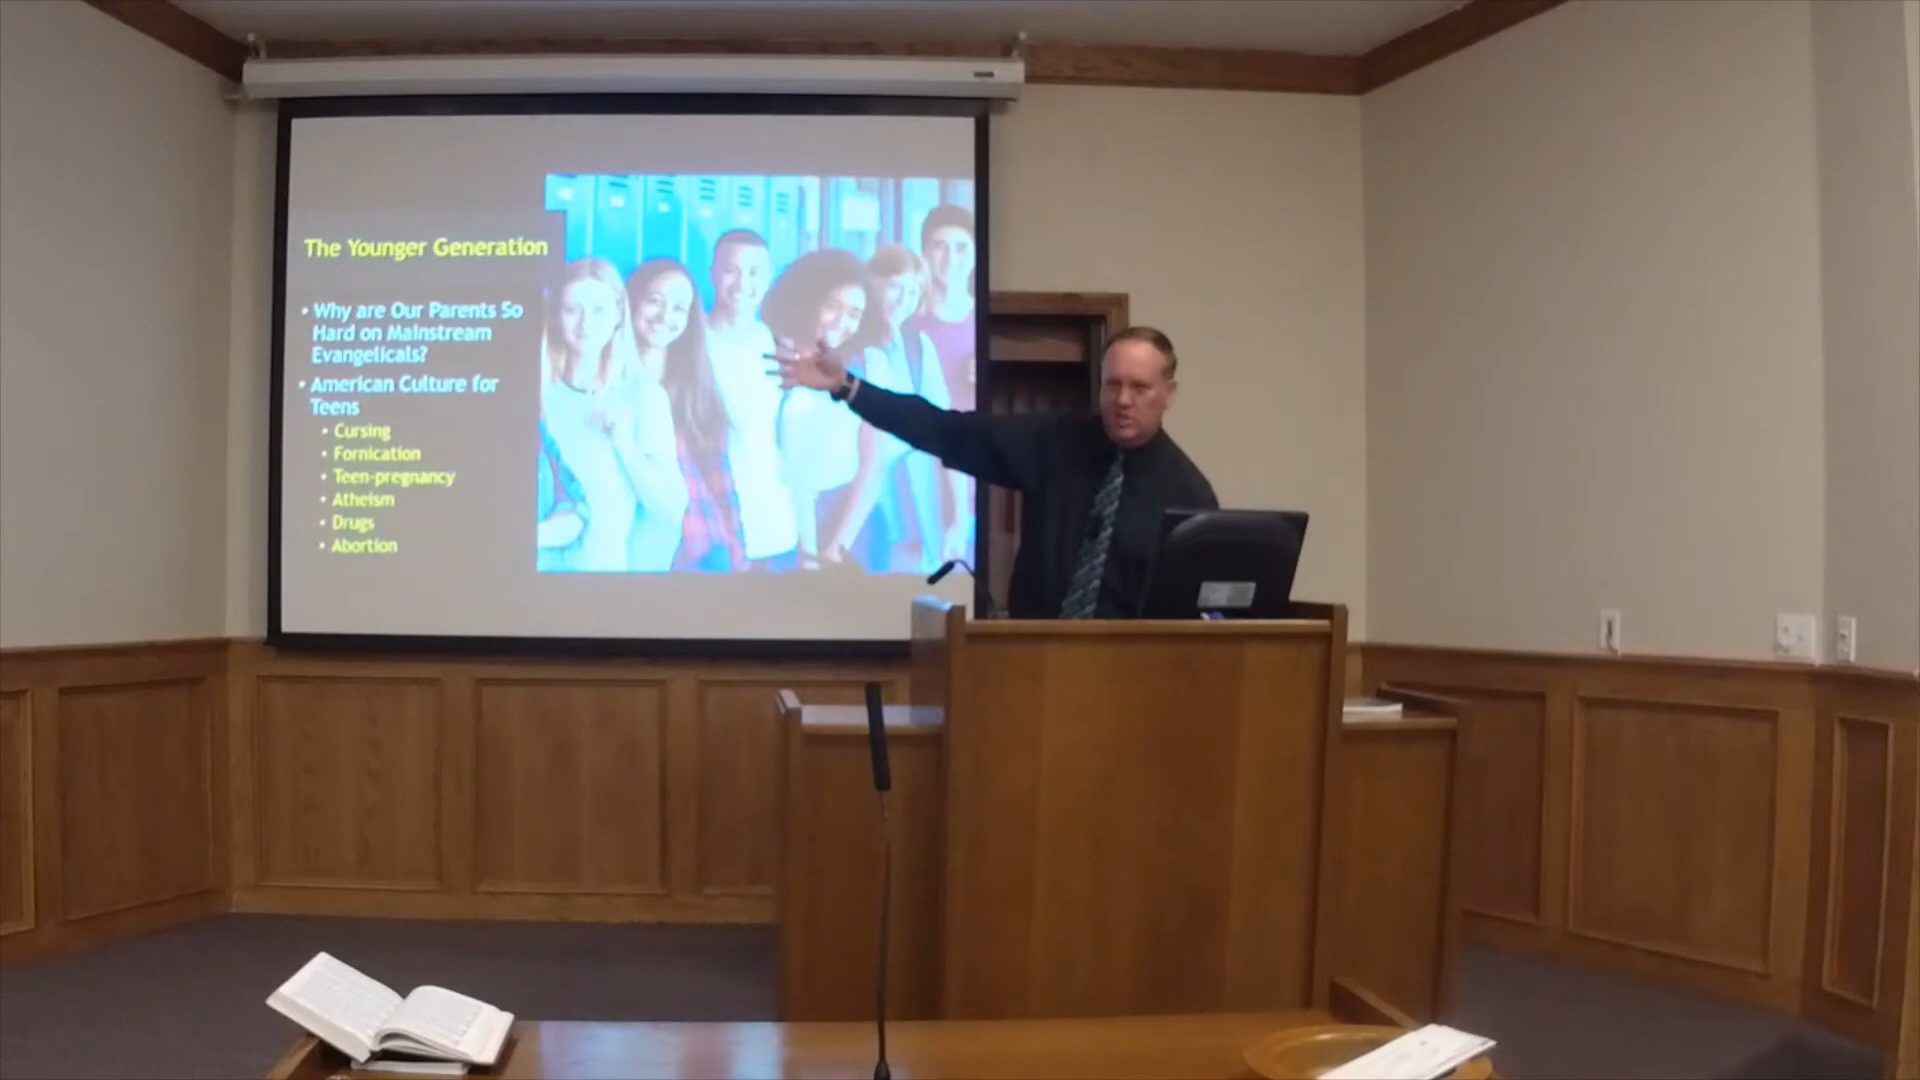 The Younger Generation
• Why are Our Parents So
Hard on Mainstream
Evangelicals?
• American Culture for
Teens
• Cursing
• Fornication
• Teen-pregnancy
• Atheism
• Drugs
• Abortion